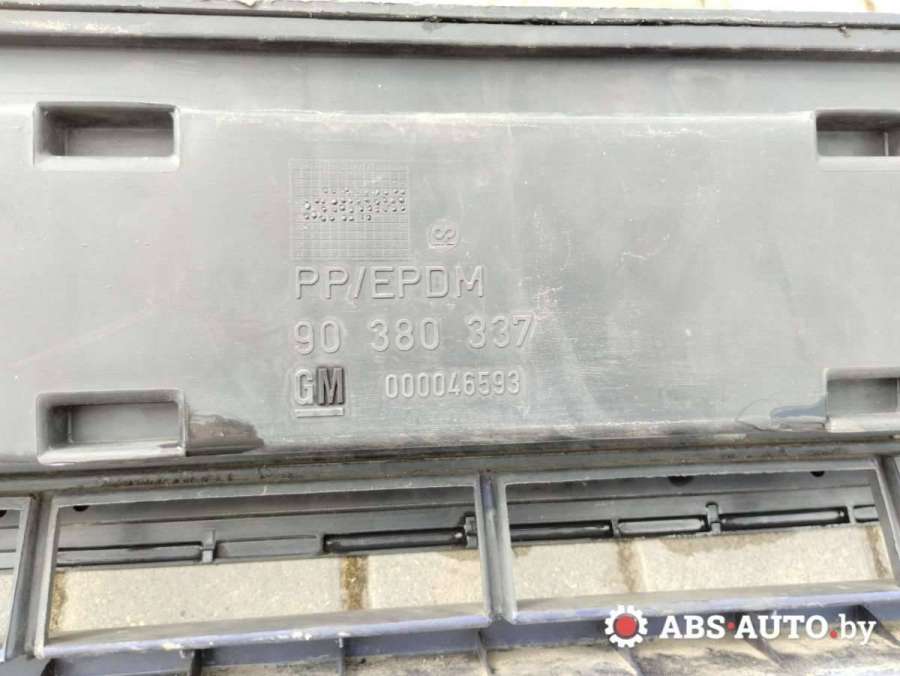 PP/EPDM
90 380 337
GM 000046593
ABS-AUTO.by